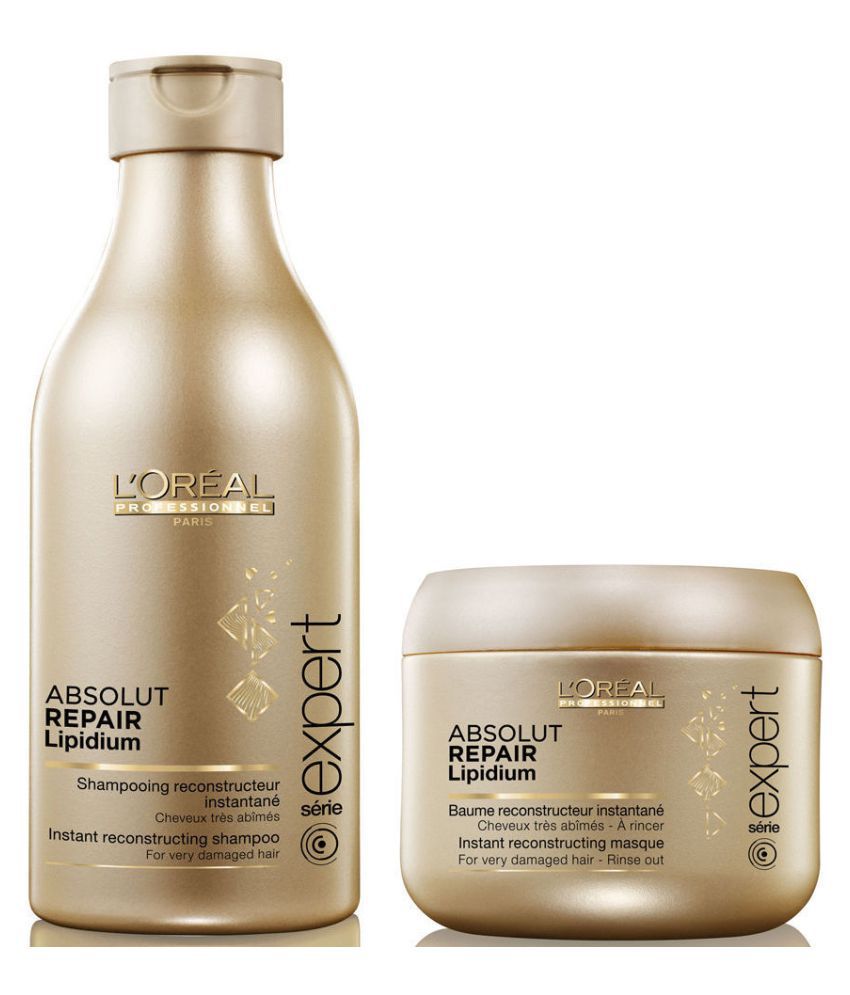 L'ORÉAL
PROFESSIONNEL
PARIS
ABSOLUT
REPAIR
Lipidium
Shampooing reconstructeur
instantané
Cheveux très abîmés
Instant reconstructing shampoo
For very damaged hair
série expert
L'ORÉAL
PROFESSIONNEL
PARIS
ABSOLUT
REPAIR
Lipidium
Baume reconstructeur instantané
Cheveux très abîmés - À rincer
Instant reconstructing masque
For very damaged hair - Rinse out
série expert